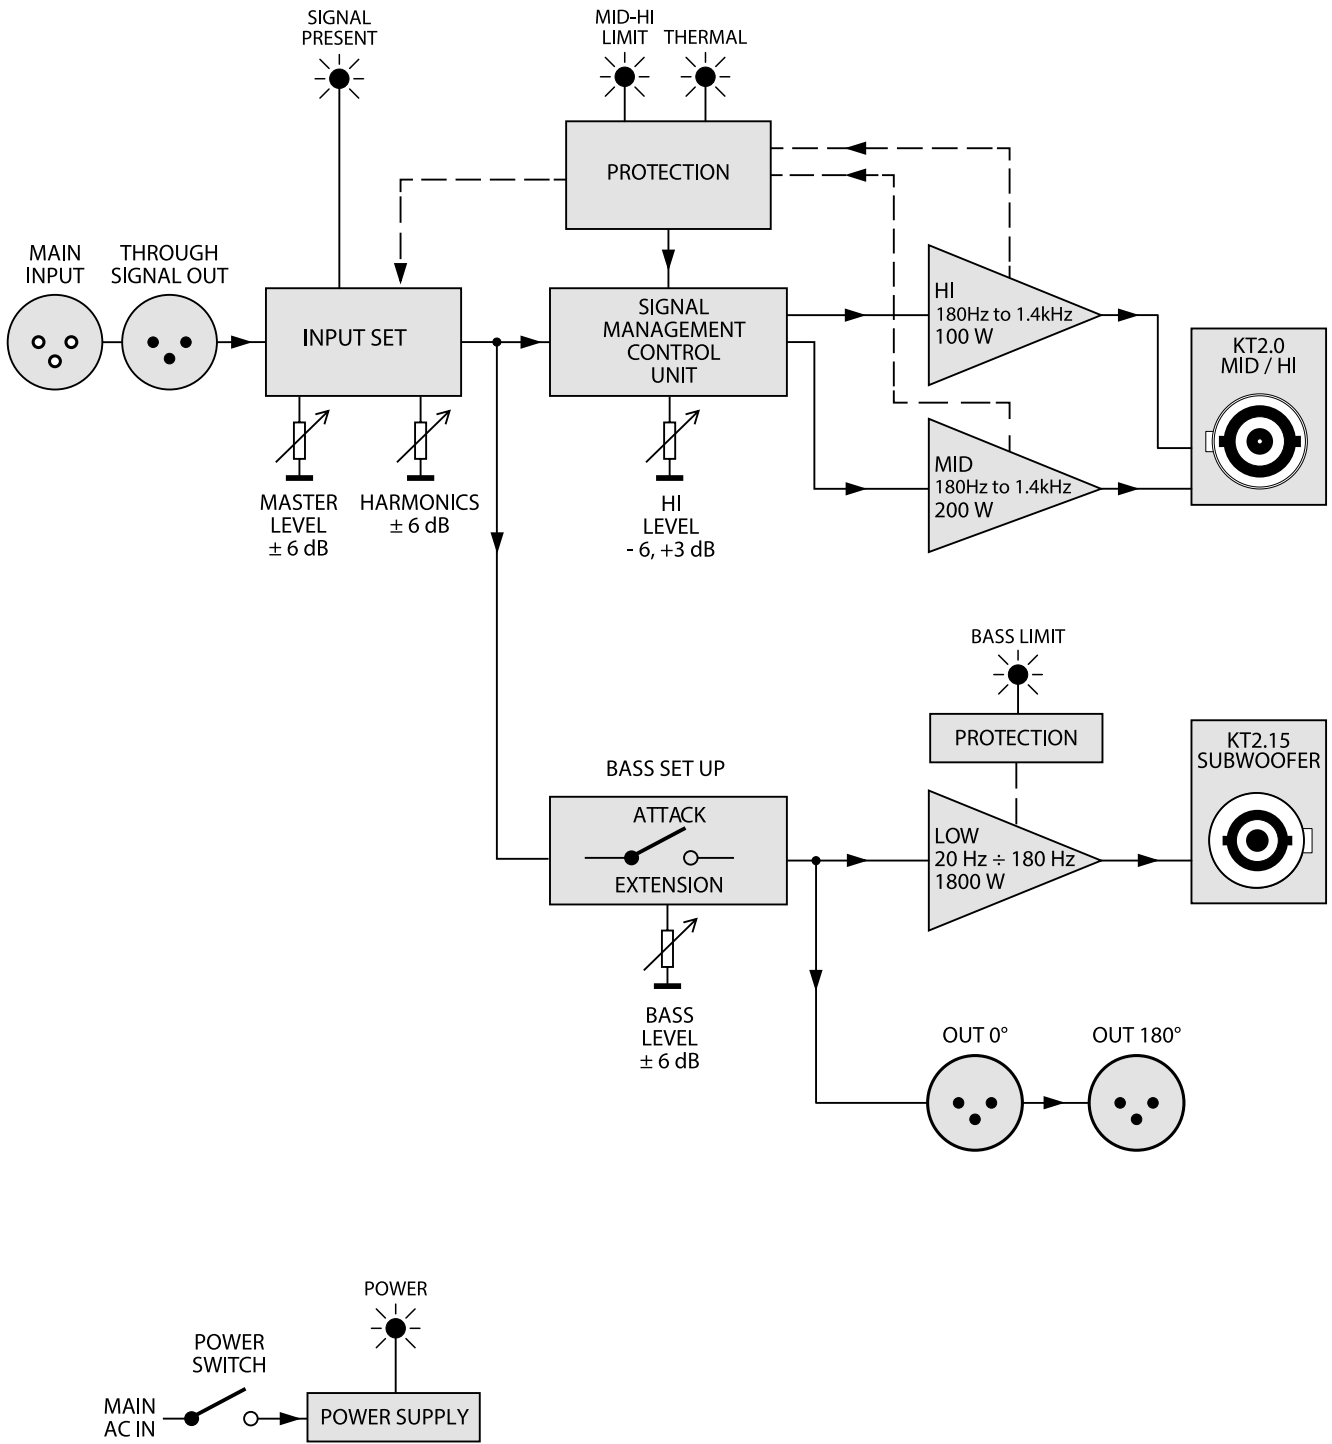 SIGNAL
PRESENT
MID-HI
LIMIT
THERMAL
PROTECTION
MAIN
INPUT
THROUGH
SIGNAL OUT
INPUT SET
SIGNAL
MANAGEMENT
CONTROL
UNIT
HI
180Hz to 1.4kHz
100 W
KT2.0
MID / HI
MASTER
LEVEL
± 6 dB
HARMONICS
± 6 dB
HI
LEVEL
- 6, +3 dB
MID
180Hz to 1.4kHz
200 W
BASS LIMIT
PROTECTION
BASS SET UP
ATTACK
EXTENSION
LOW
20 Hz ÷ 180 Hz
1800 W
KT2.15
SUBWOOFER
BASS
LEVEL
± 6 dB
OUT 0°
OUT 180°
POWER
POWER
SWITCH
MAIN
AC IN
POWER SUPPLY